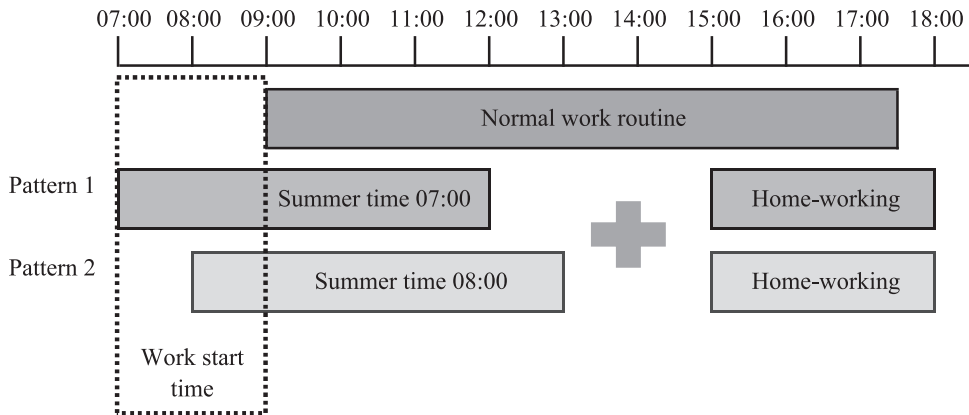 07:00 08:00 09:00 10:00 11:00 12:00 13:00 14:00 15:00 16:00 17:00 18:00
Normal work routine
Pattern 1
Summer time 07:00
Home-working
Pattern 2
Summer time 08:00
Home-working
Work start
time